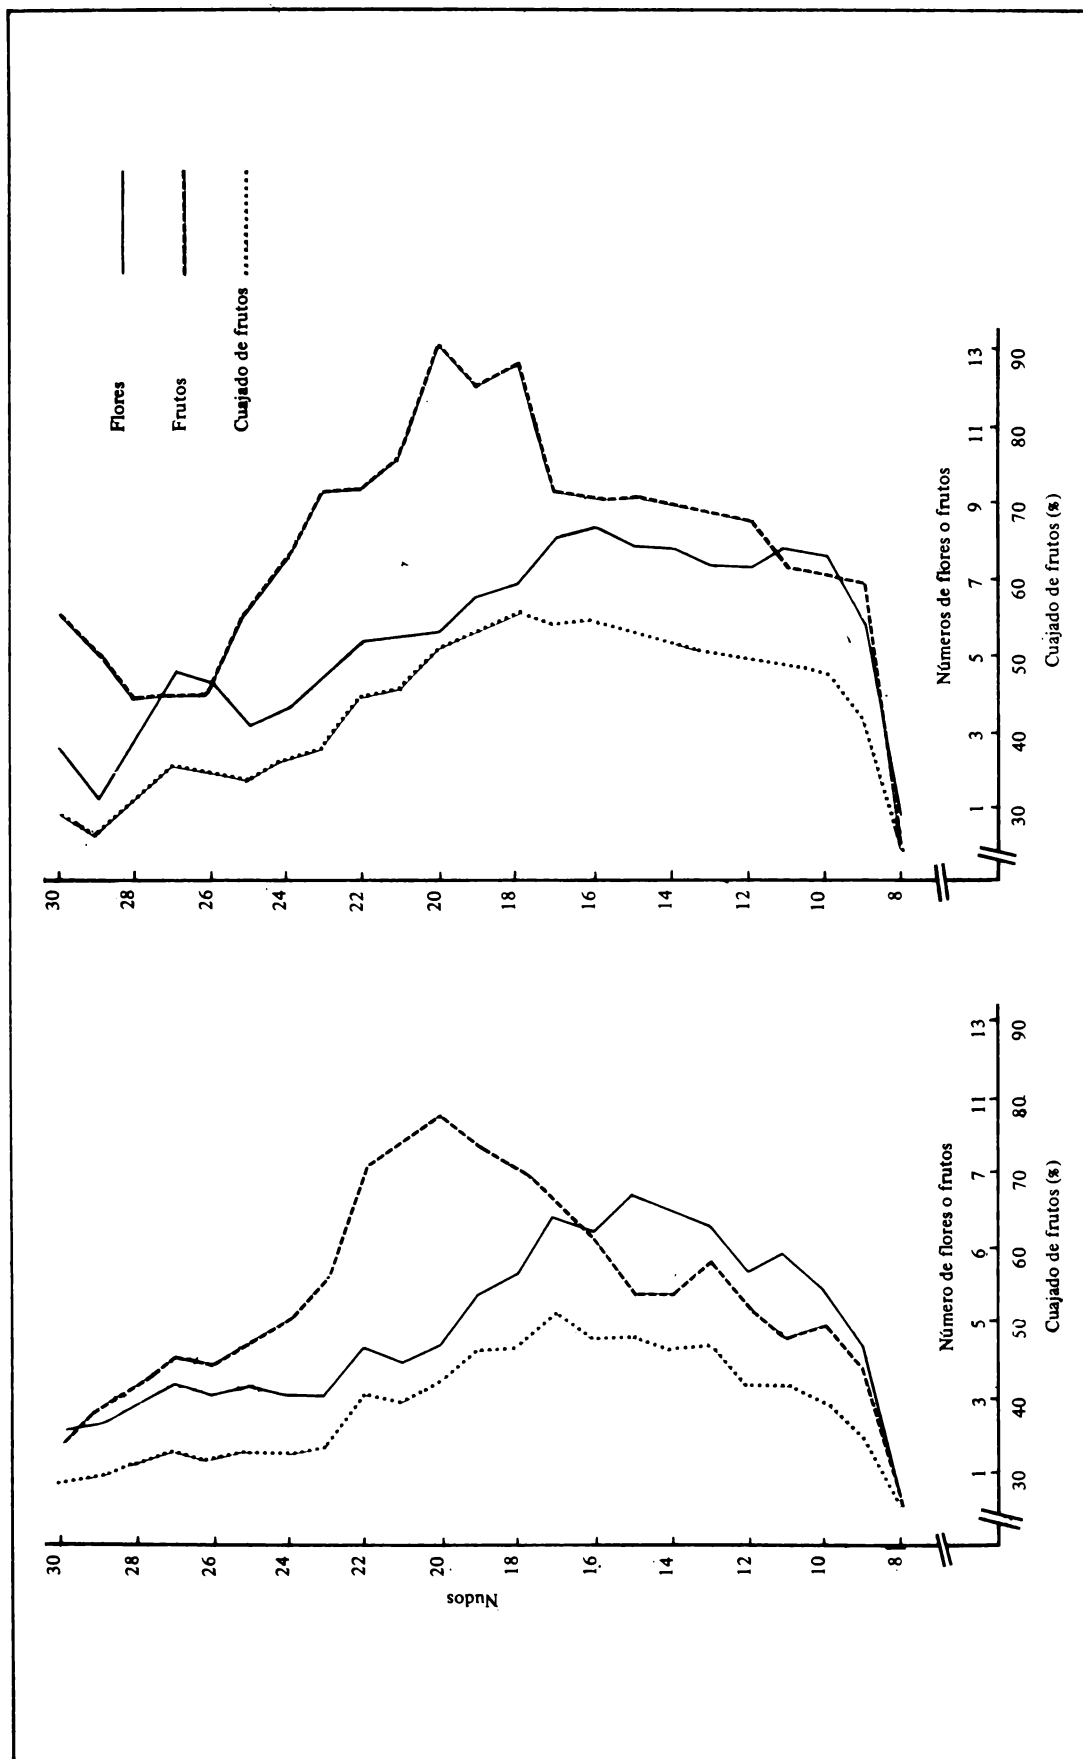 Flores
Frutos
Cuajado de frutos
30
28
26
24
22
20
18
16
14
12
10
8
Nudos
1 3 5 6 7 11 13
Número de flores o frutos
30 40 50 60 70 80 90
Cuajado de frutos (%)
30
28
26
24
22
20
18
16
14
12
10
8
Números de flores o frutos
1 3 5 7 9 11 13
30 40 50 60 70 80 90
Cuajado de frutos (%)